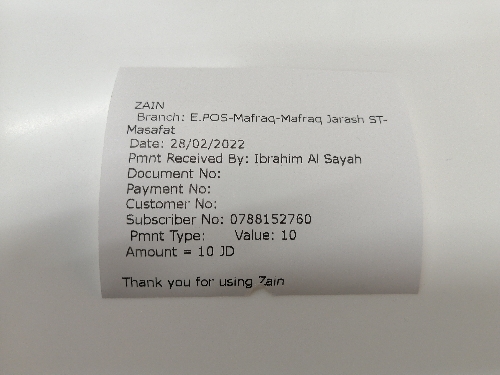 ZAIN
Branch: E.POS-Mafraq-Mafraq Jarash ST-
Masafat
Date: 28/02/2022
Pmnt Received By: Ibrahim Al Sayah
Document No:
Payment No:
Customer No:
Subscriber No: 0788152760
Pmnt Type: Value: 10
Amount = 10 JD
Thank you for using Zain